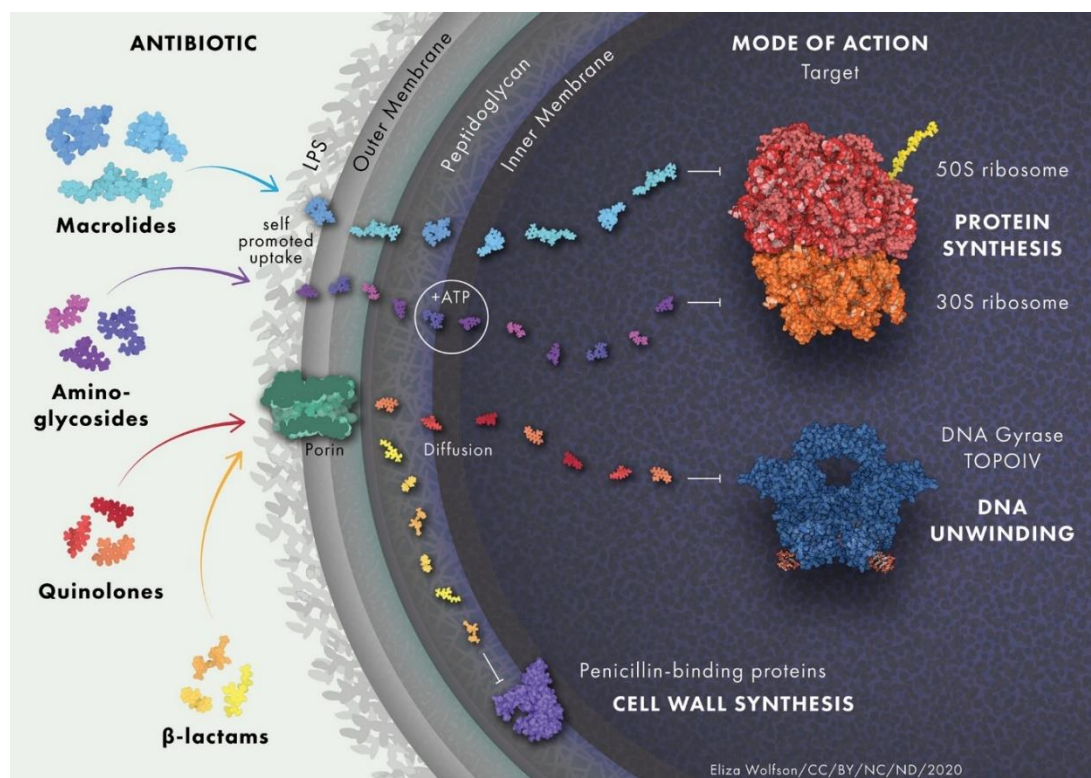 ANTIBIOTIC
Macrolides
Amino-
glycosides
Quinolones
β-lactams
self
promoted
uptake
LPS
Outer Membrane
Peptidoglycan
Inner Membrane
+ATP
Porin
Diffusion
MODE OF ACTION
Target
50S ribosome
PROTEIN
SYNTHESIS
30S ribosome
DNA Gyrase
TOPOIV
DNA
UNWINDING
Penicillin-binding proteins
CELL WALL SYNTHESIS
Eliza Wolfson/CC/BY/NC/ND/2020